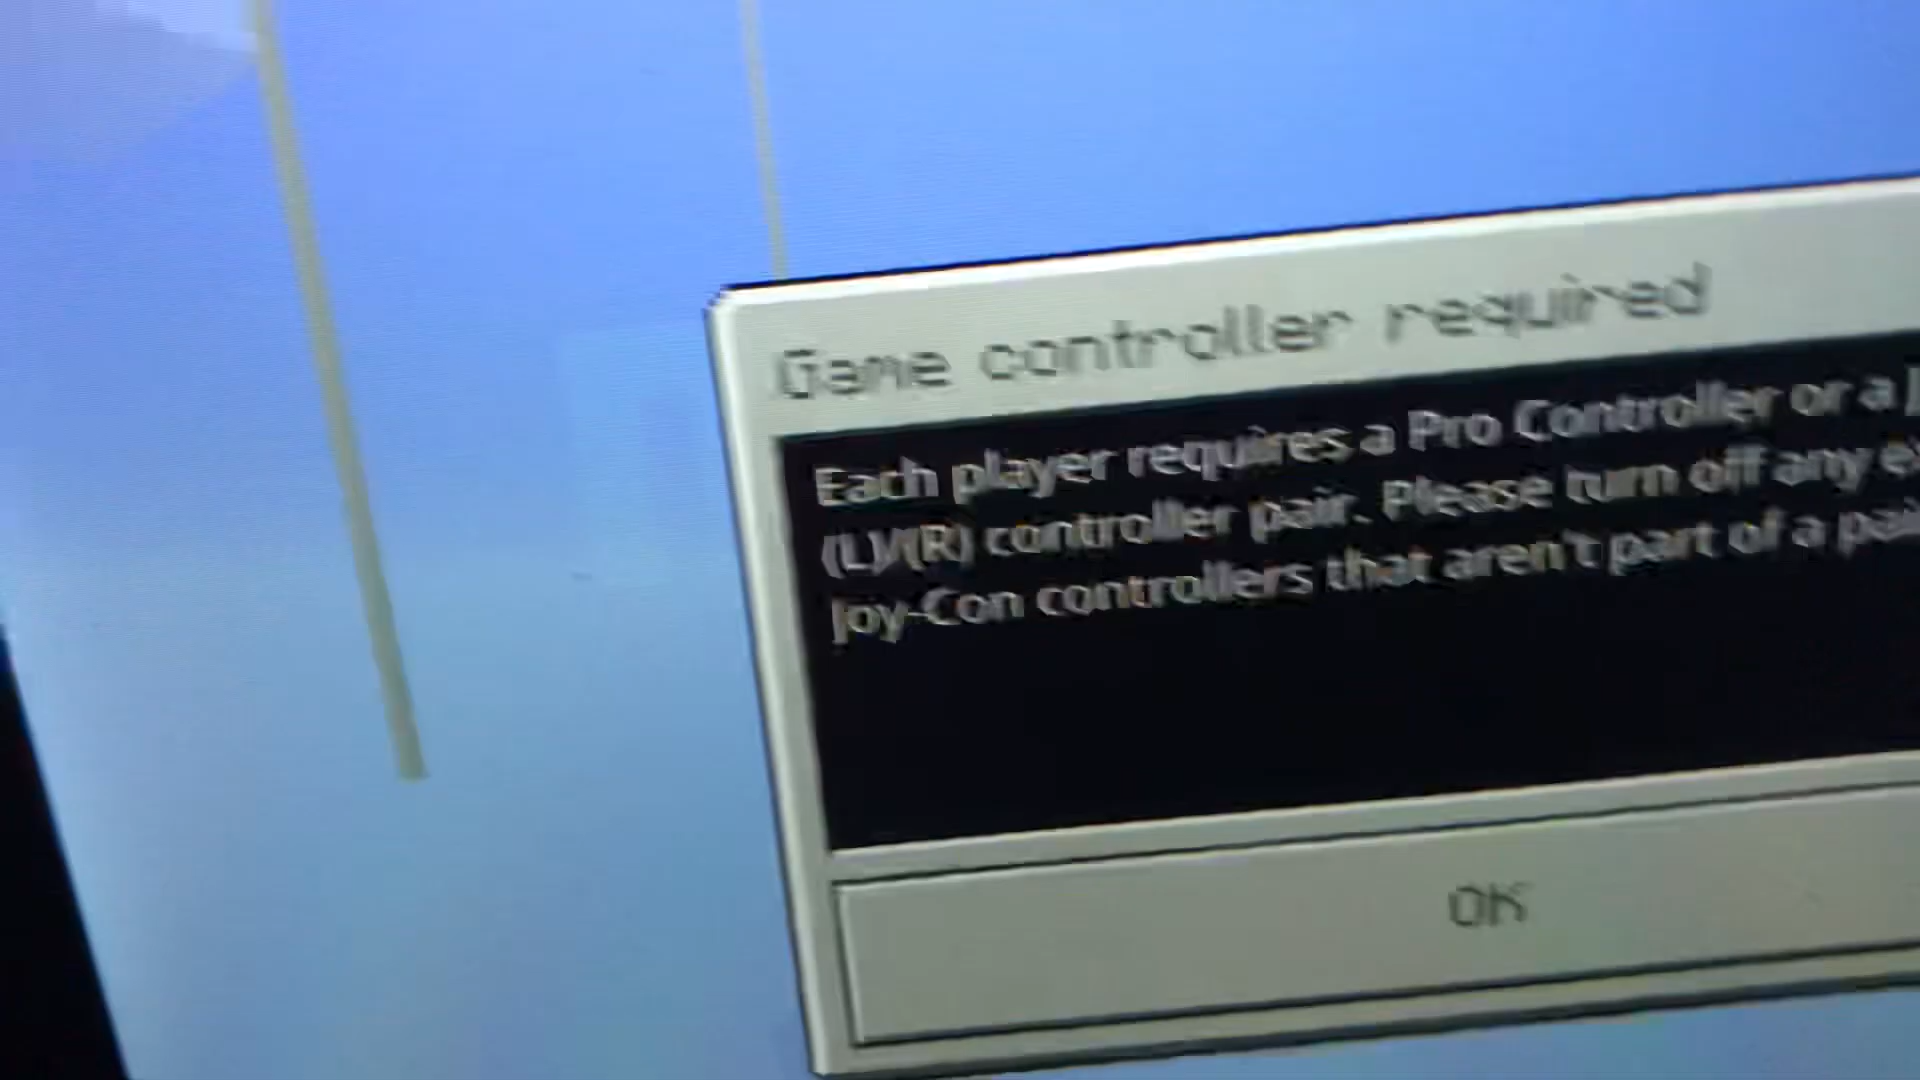 Game controller required
Each player requires a Pro Controller or a
(L)/(R) controller pair. Please turn off any
Joy-Con controllers that aren't part of a
OK